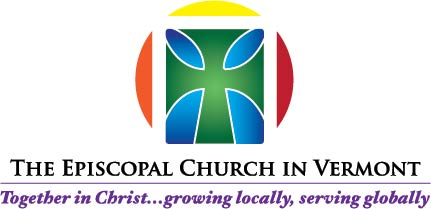 THE EPISCOPAL CHURCH IN VERMONT
Together in Christ...growing locally, serving globally